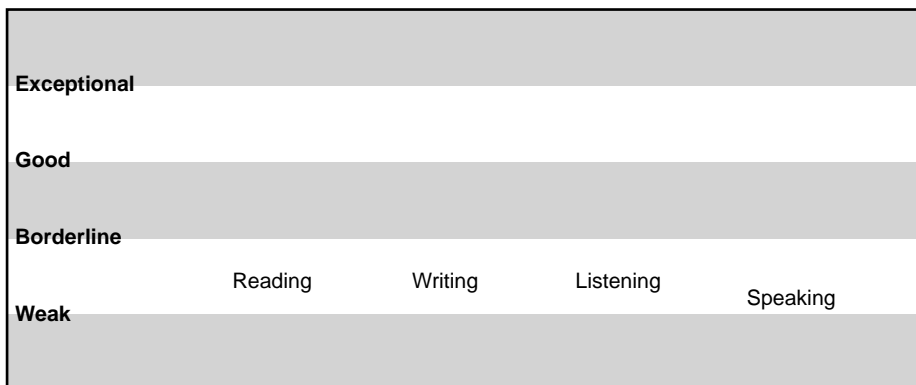 Exceptional
Good
Borderline
Reading Writing Listening
Speaking
Weak